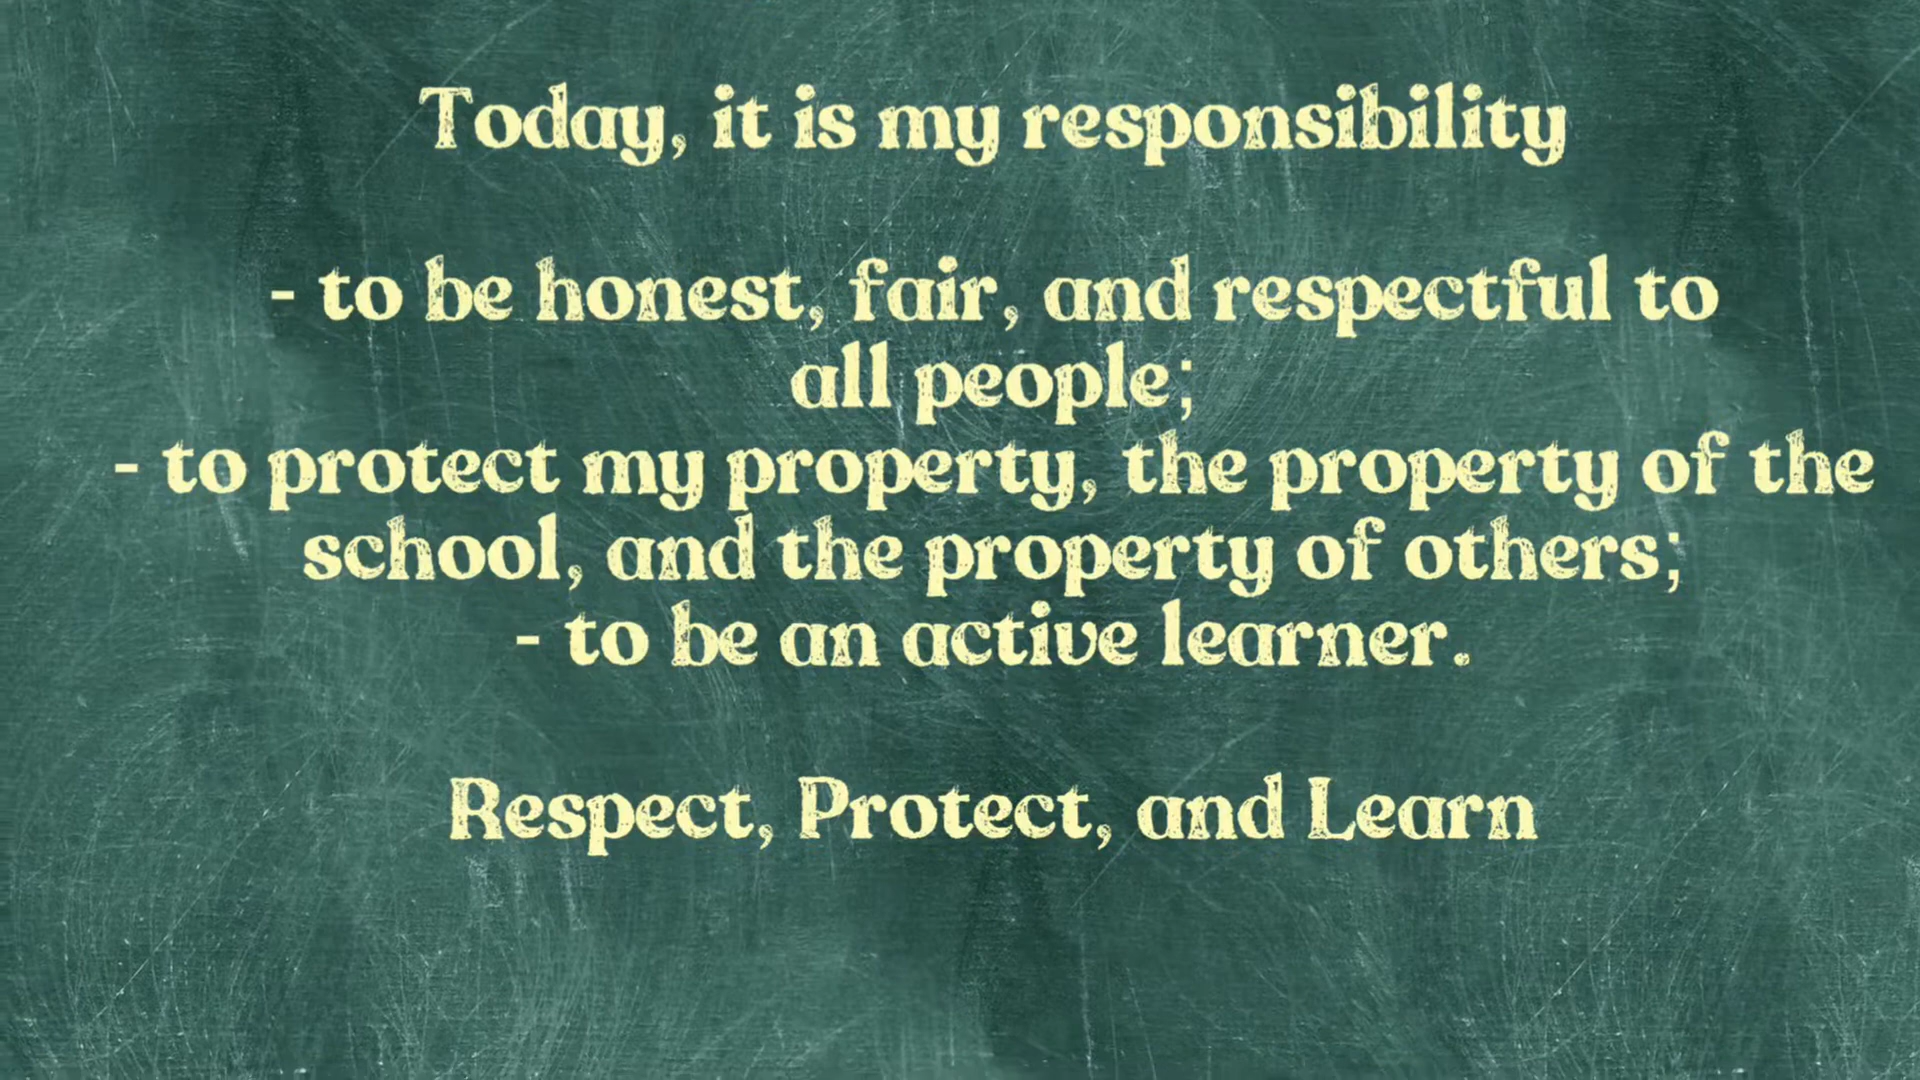 Today, it is my responsibility
- to be honest, fair, and respectful to
all people;
- to protect my property, the property of the
school, and the property of others;
- to be an active learner.
Respect, Protect, and Learn